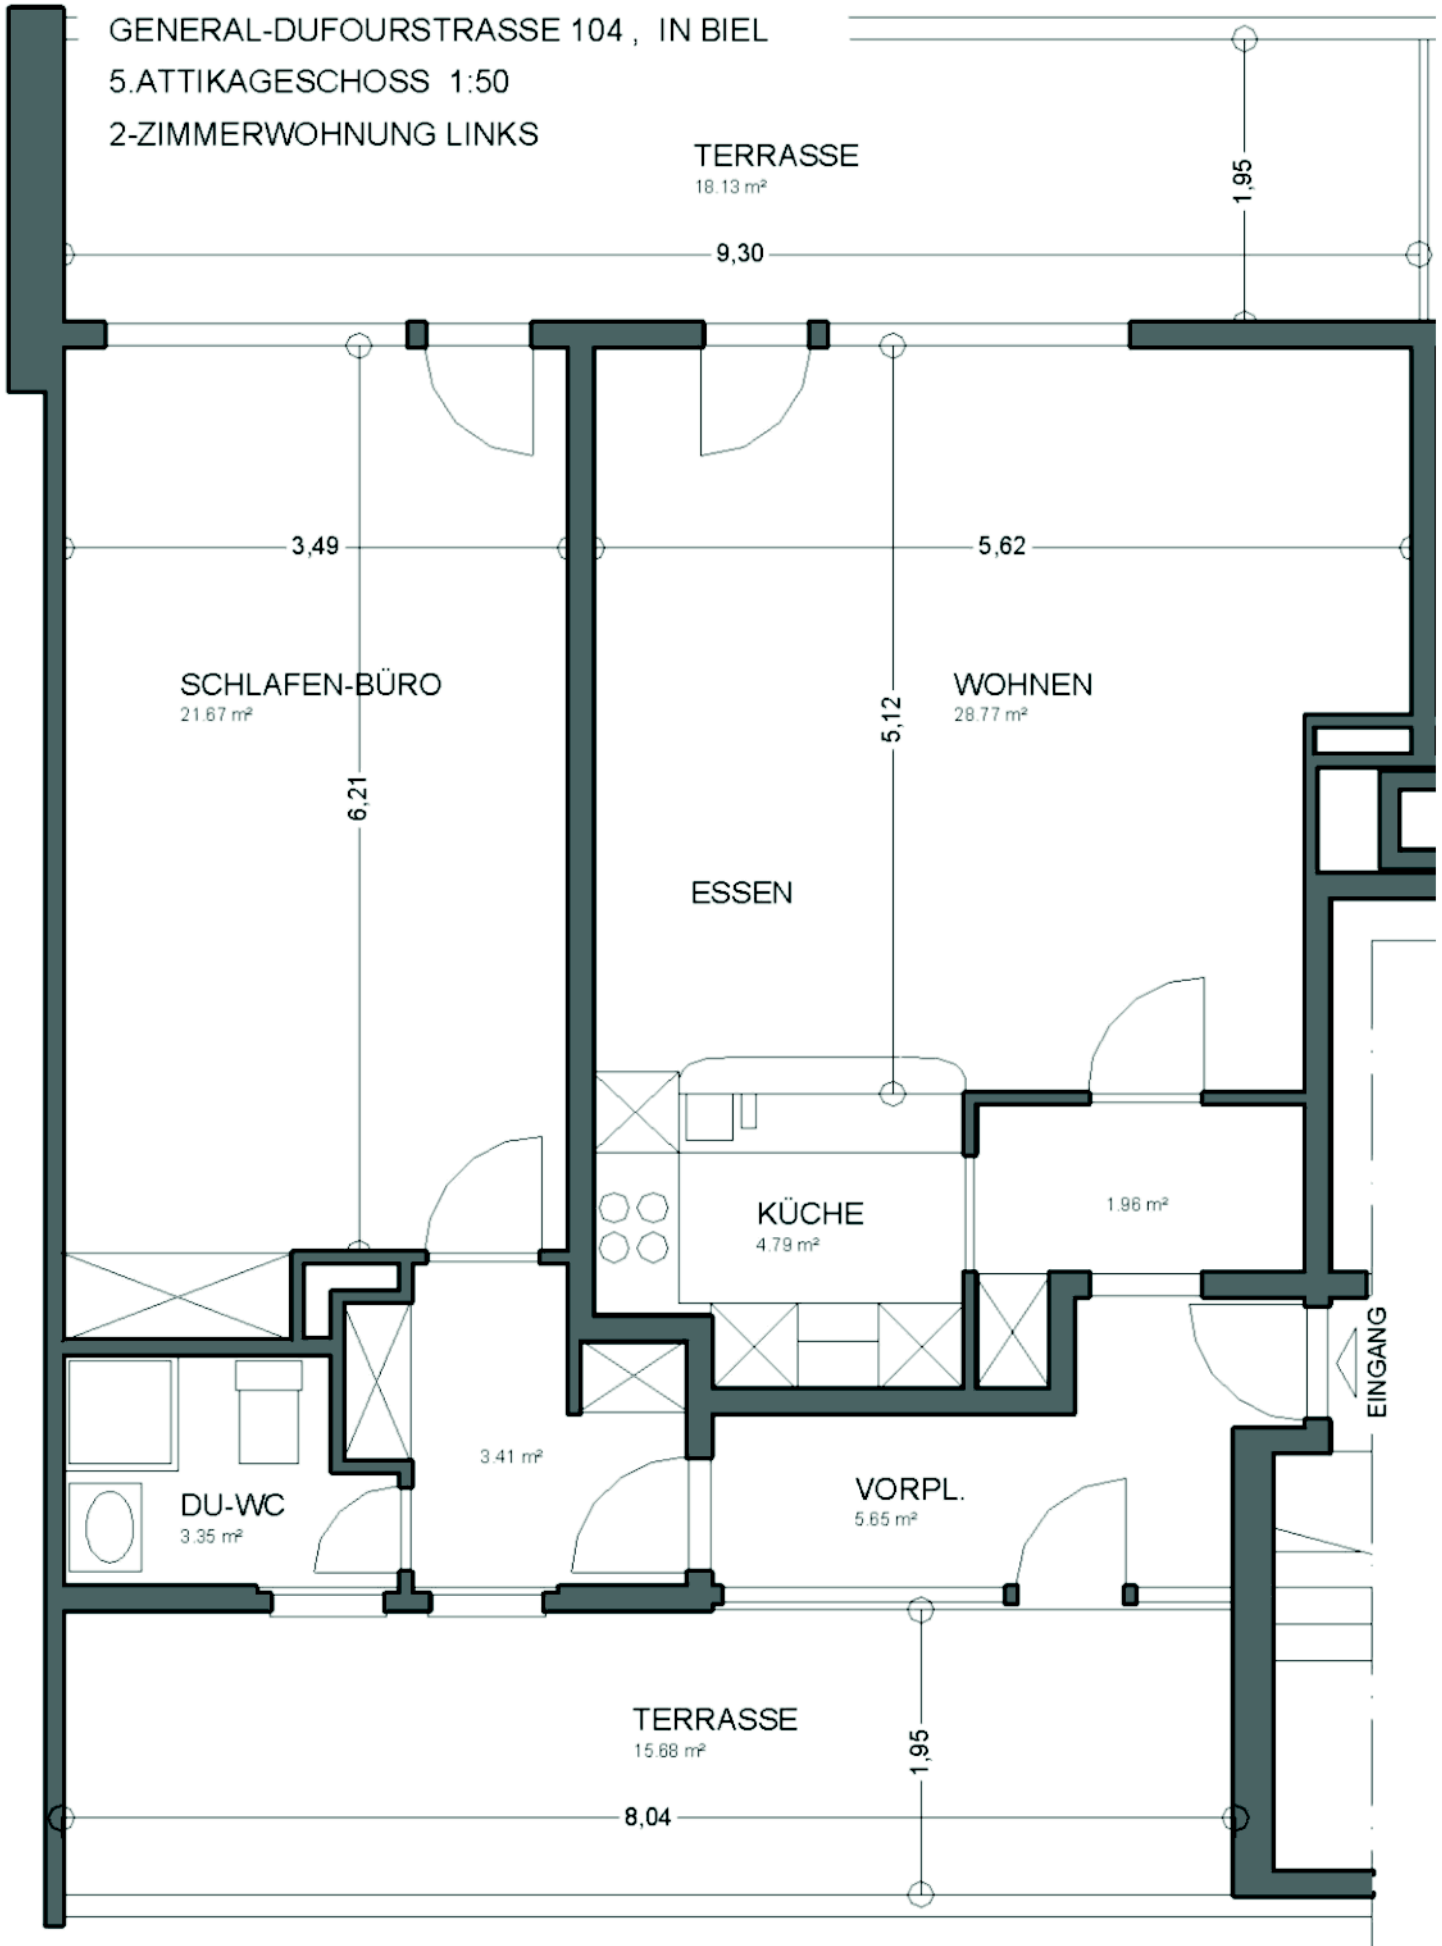 GENERAL-DUFOURSTRASSE 104 , IN BIEL
5.ATTIKAGESCHOSS 1:50
2-ZIMMERWOHNUNG LINKS
TERRASSE
18.13 m²
1,95
9,30
3,49
5,62
SCHLAFEN-BÜRO
21.67 m²
WOHNEN
28.77 m²
5,12
6,21
ESSEN
KÜCHE
4.79 m²
1.96 m²
EINGANG
3.41 m²
DU-WC
3.35 m²
VORPL.
5.65 m²
TERRASSE
15.68 m²
1,95
8,04